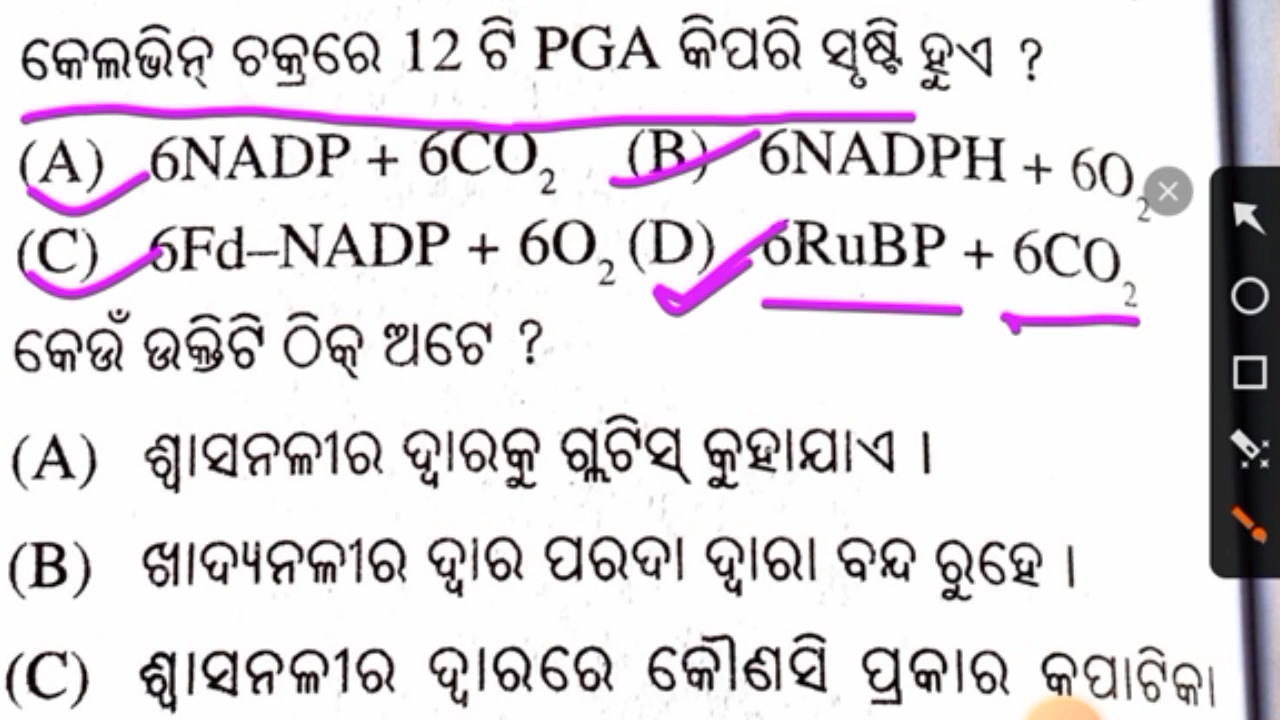 କେଲଭିନ୍ ଚକ୍ରରେ 12 ଟି PGA କିପରି ସୃଷ୍ଟି ହୁଏ ?
(A) 6NADP + 6CO₂ (B) 6NADPH + 6O₂
(C) 6Fd–NADP + 6O₂ (D) 6RuBP + 6CO₂
କେଉଁ ଉକ୍ତିଟି ଠିକ୍ ଅଟେ ?
(A) ଶ୍ୱାସନଳୀର ଦ୍ୱାରକୁ ଗ୍ଲଟିସ୍ କୁହାଯାଏ ।
(B) ଖାଦ୍ୟନଳୀର ଦ୍ୱାର ପରଦା ଦ୍ୱାରା ବନ୍ଦ ରୁହେ ।
(C) ଶ୍ୱାସନଳୀର ଦ୍ୱାରରେ କୌଣସି ପ୍ରକାର କପାଟିକା